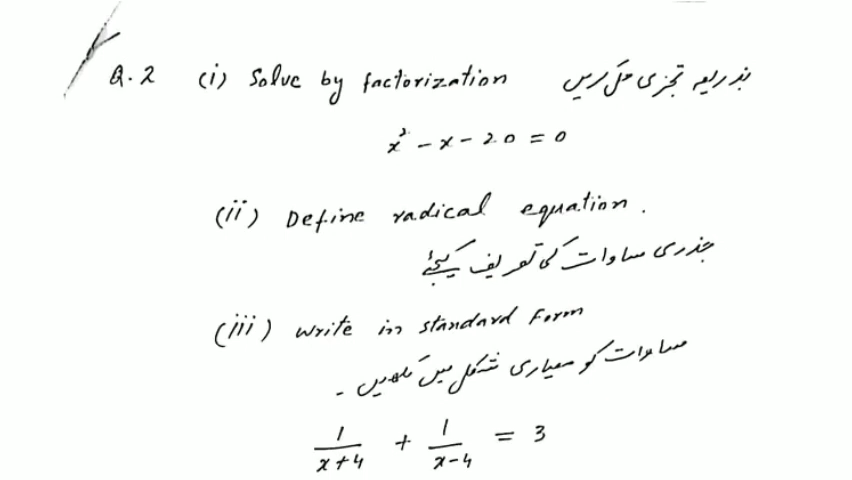 Q.2 (i) Solve by factorization بذریعہ تجزی حل کریں
x² - x - 20 = 0
(ii) Define radical equation.
جذری مساوات کی تعریف کیجئے
(iii) Write in standard Form
مساوات کو معیاری شکل میں لکھیں۔
1/(x+4) + 1/(x-4) = 3